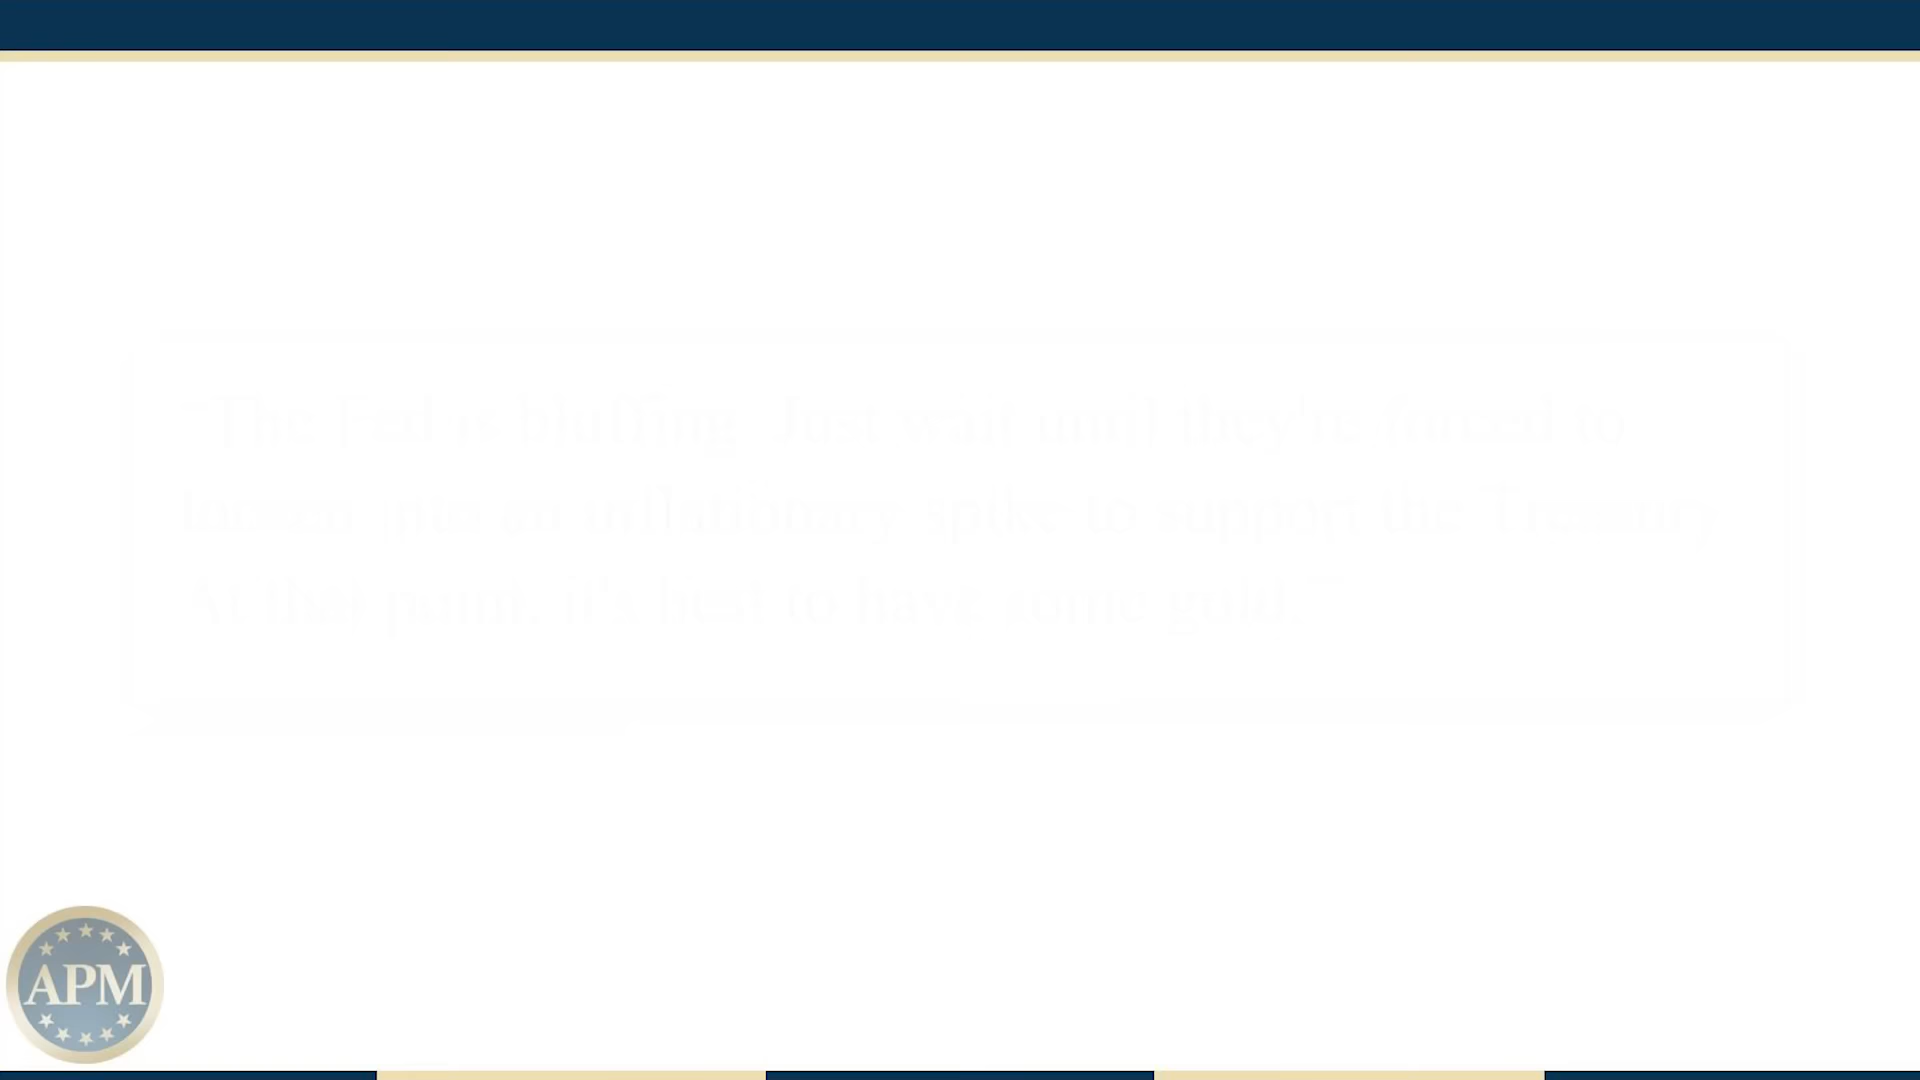 "The Fed is bluffing. Just wait until they're forced to
into an inflationary spike to support the Treasury
At that point, it's best to have some gold."
APM